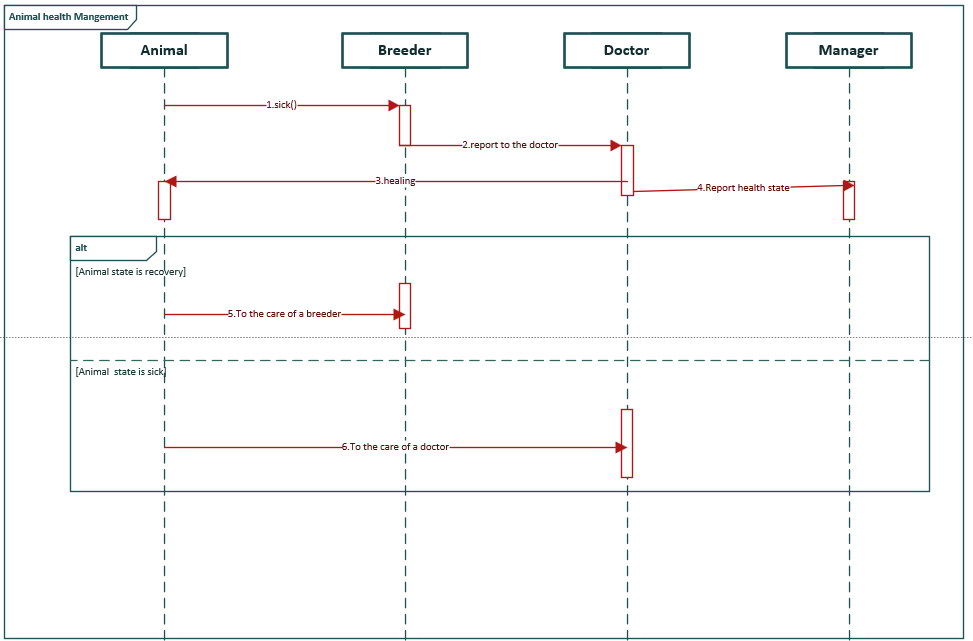 Animal health Mangement
Animal
Breeder
Doctor
Manager
1.sick()
2.report to the doctor
3.healing
4.Report health state
alt
[Animal state is recovery]
5.To the care of a breeder
[Animal  state is sick]
6.To the care of a doctor